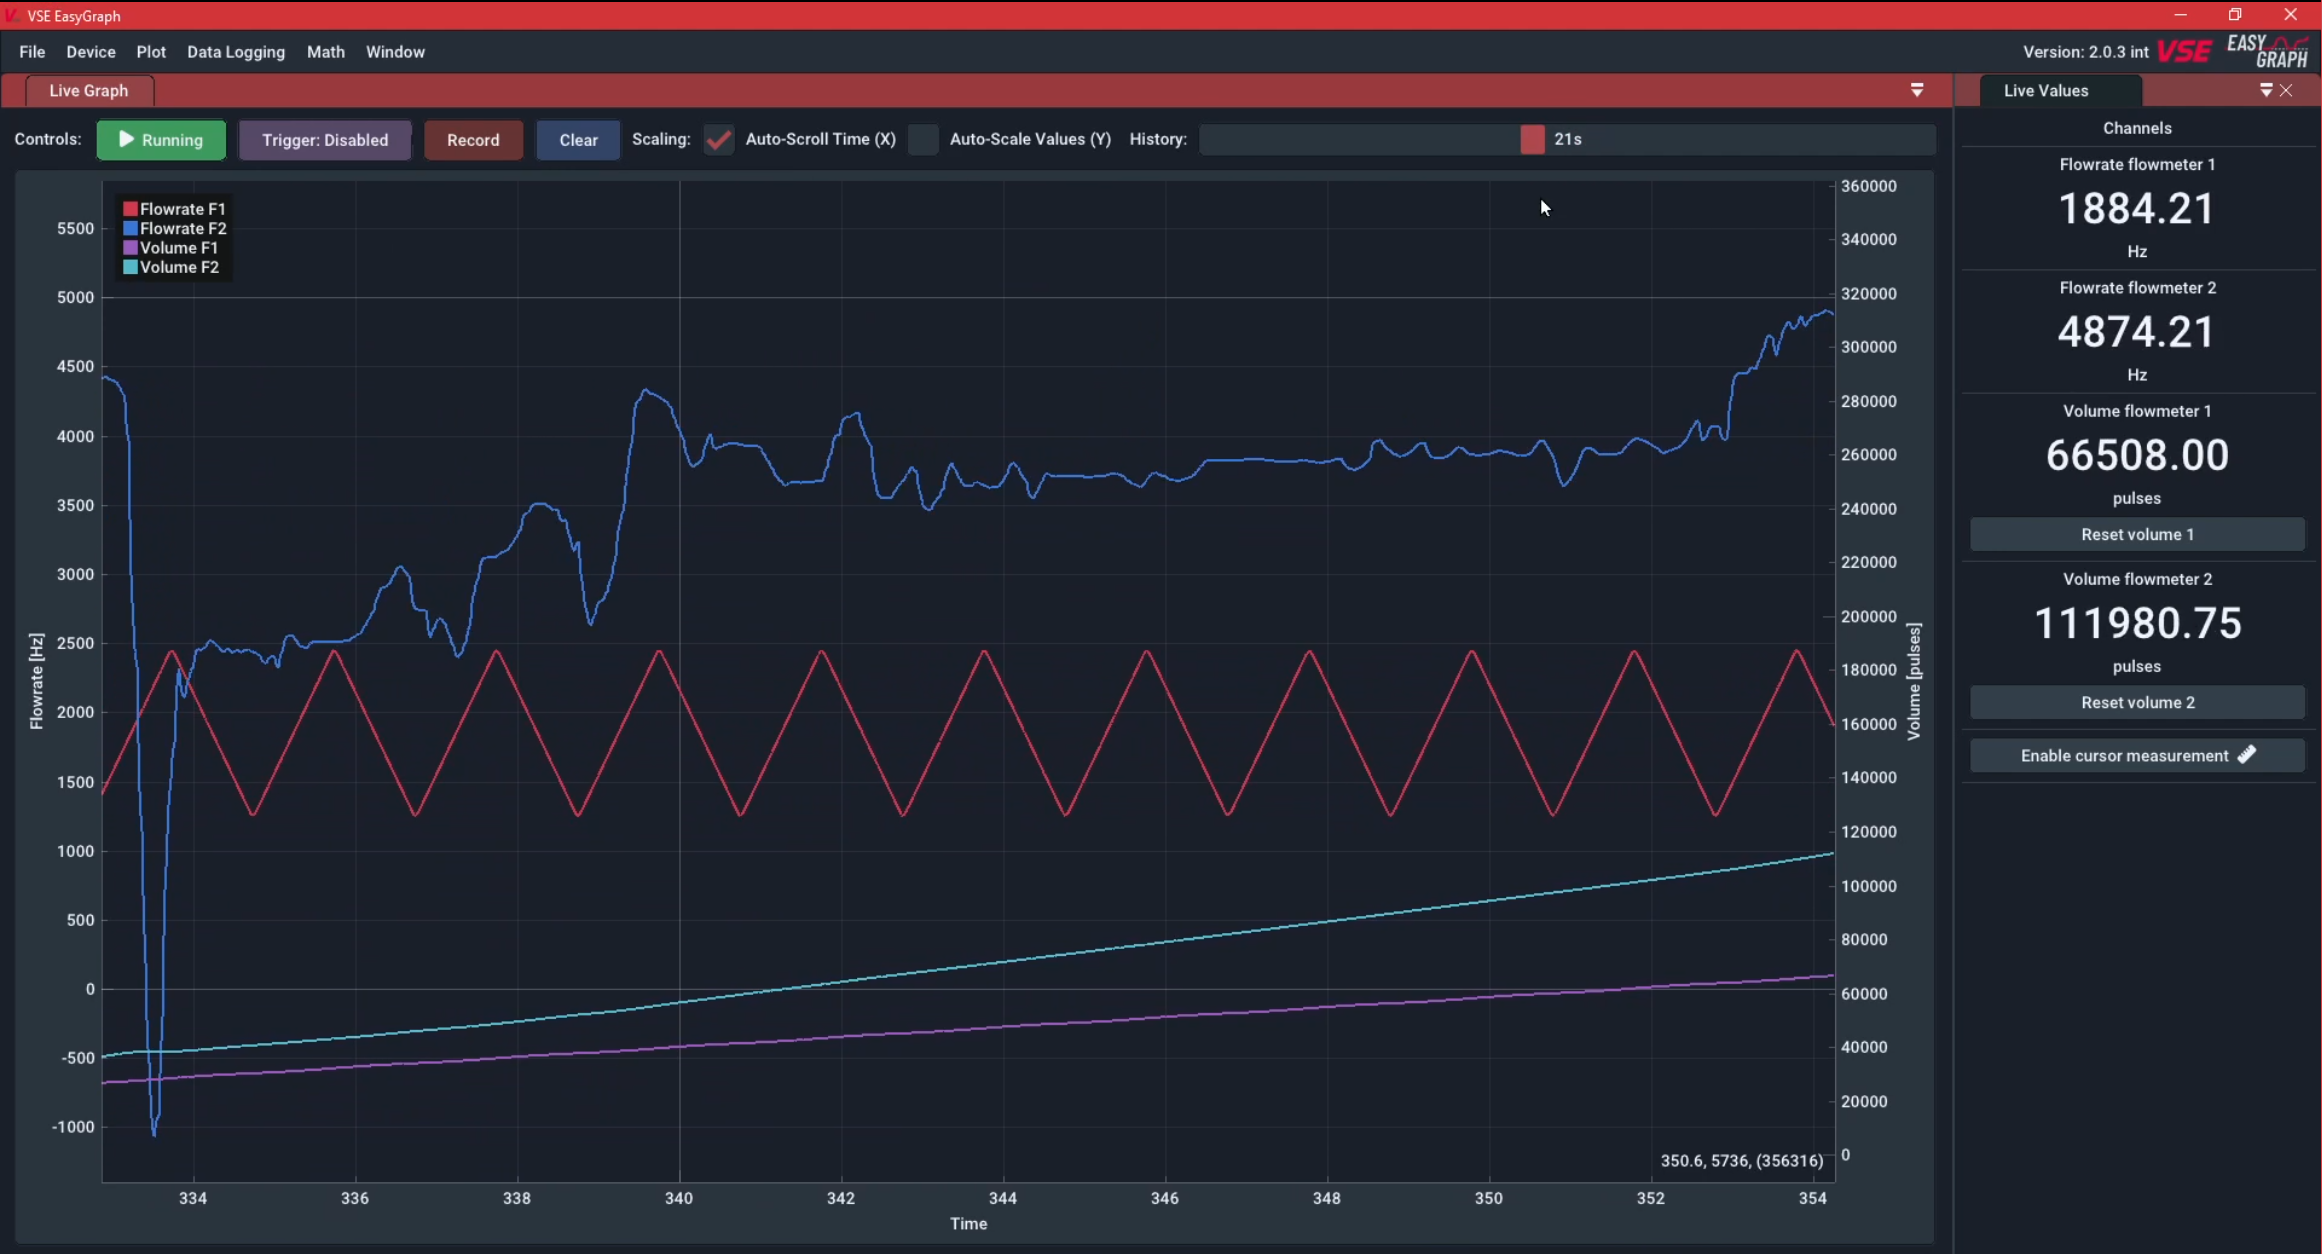 VSE EasyGraph
File Device Plot Data Logging Math Window
Version: 2.0.3 int VSE EASY GRAPH
Live Graph
Controls: Running Trigger: Disabled Record Clear Scaling: Auto-Scroll Time (X) Auto-Scale Values (Y) History: 21s
Flowrate F1
Flowrate F2
Volume F1
Volume F2
5500
5000
4500
4000
3500
3000
2500
2000
1500
1000
500
0
-500
-1000
Flowrate [Hz]
360000
340000
320000
300000
280000
260000
240000
220000
200000
180000
160000
140000
120000
100000
80000
60000
40000
20000
0
Volume [pulses]
350.6, 5736, (356316)
334 336 338 340 342 344 346 348 350 352 354
Time
Live Values
Channels
Flowrate flowmeter 1
1884.21
Hz
Flowrate flowmeter 2
4874.21
Hz
Volume flowmeter 1
66508.00
pulses
Reset volume 1
Volume flowmeter 2
111980.75
pulses
Reset volume 2
Enable cursor measurement